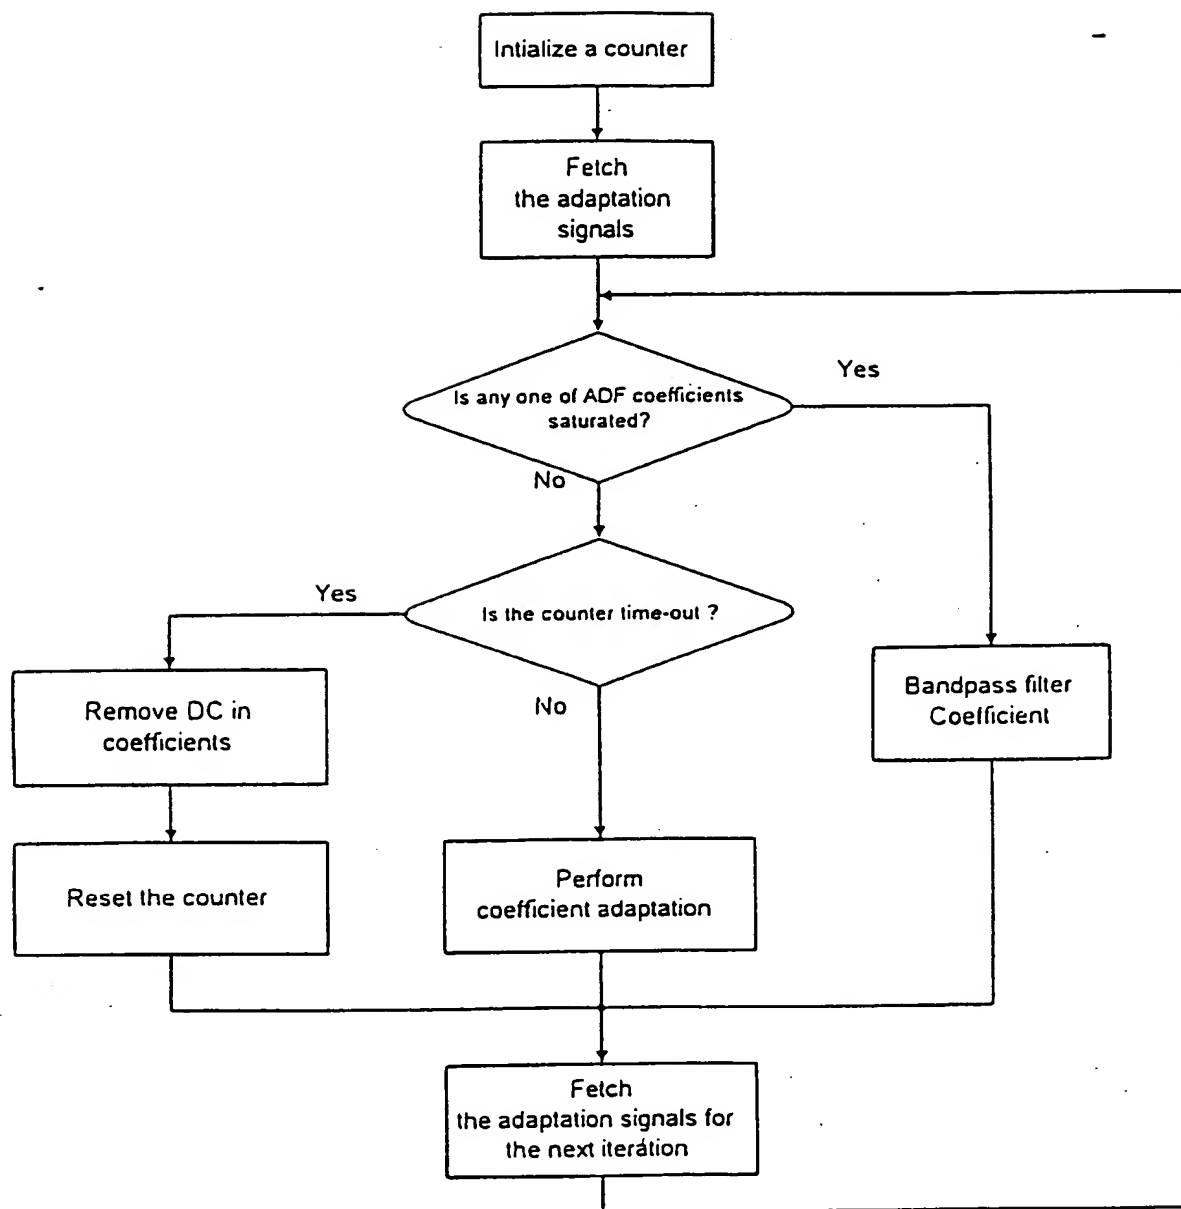 Intialize a counter
Fetch
the adaptation
signals
Is any one of ADF coefficients
saturated?
Yes
No
Is the counter time-out ?
Yes
No
Remove DC in
coefficients
Bandpass filter
Coefficient
Reset the counter
Perform
coefficient adaptation
Fetch
the adaptation signals for
the next iteration